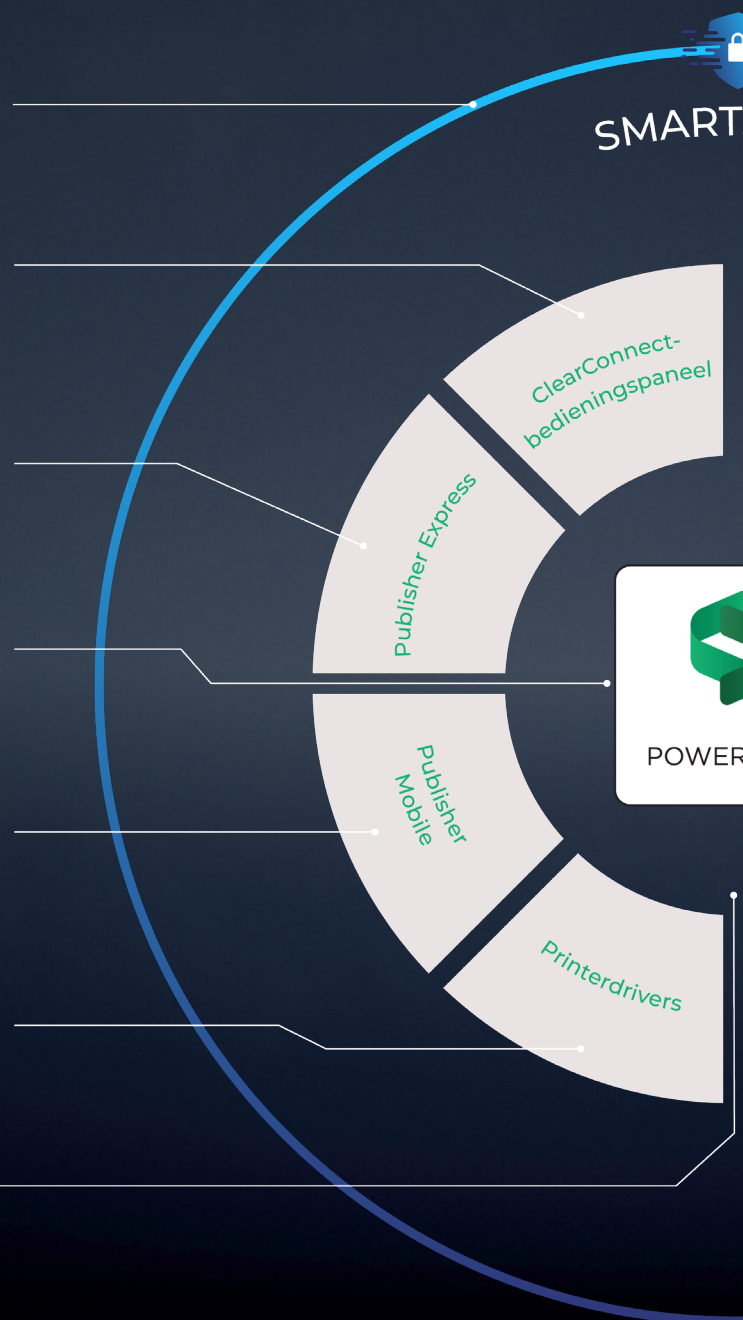 SMART
ClearConnect-
bedieningspaneel
Publisher Express
POWER
Publisher
Mobile
Printerdrivers